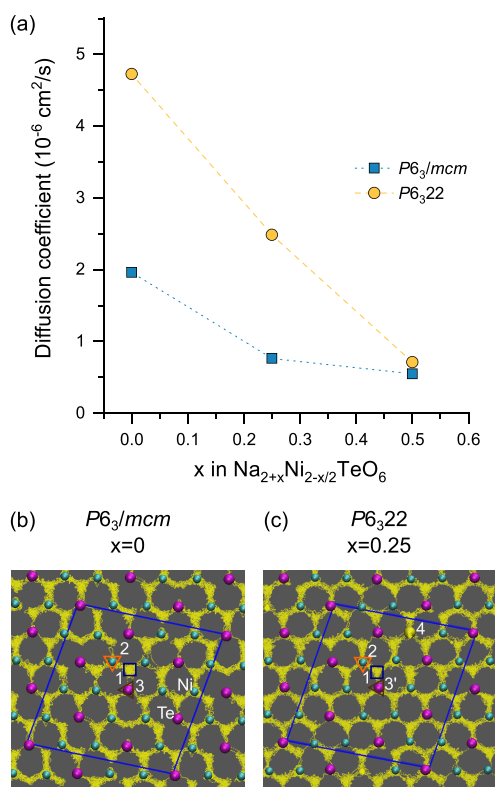 (a)
5
4
3
2
1
0
Diffusion coefficient (10⁻⁶ cm²/s)
P6₃/mcm
P6₃22
0.0 0.1 0.2 0.3 0.4 0.5 0.6
x in Na₂₊ₓNi₂₋ₓ/₂TeO₆
(b) P6₃/mcm
x=0
(c) P6₃22
x=0.25
2
1
3
Ni
Te
4
2
1
3'